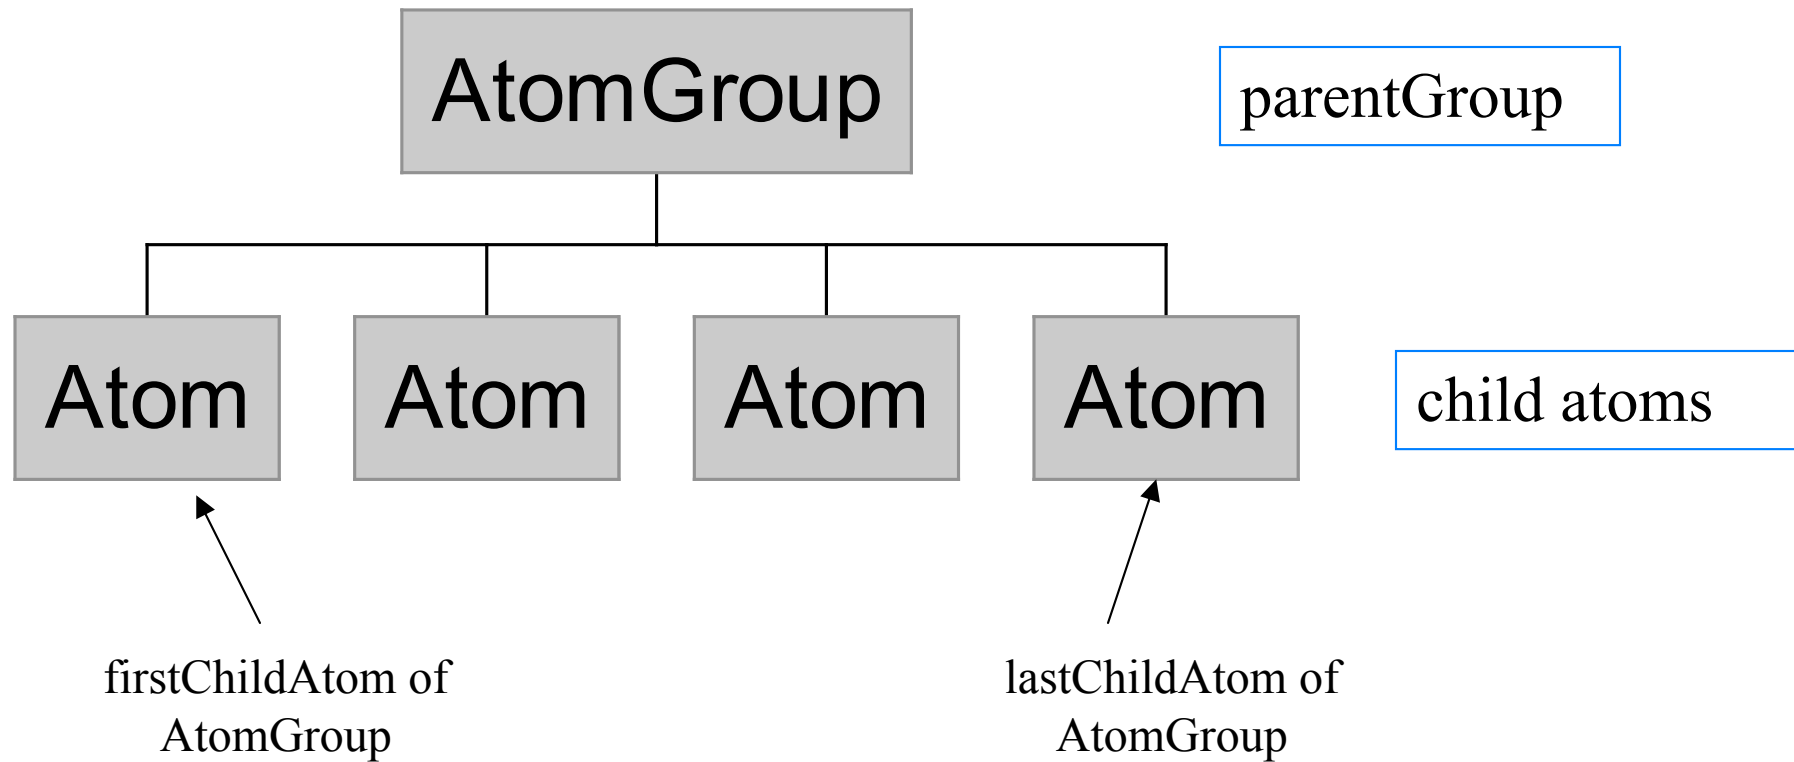 AtomGroup
parentGroup
Atom
Atom
Atom
Atom
child atoms
firstChildAtom of
AtomGroup
lastChildAtom of
AtomGroup